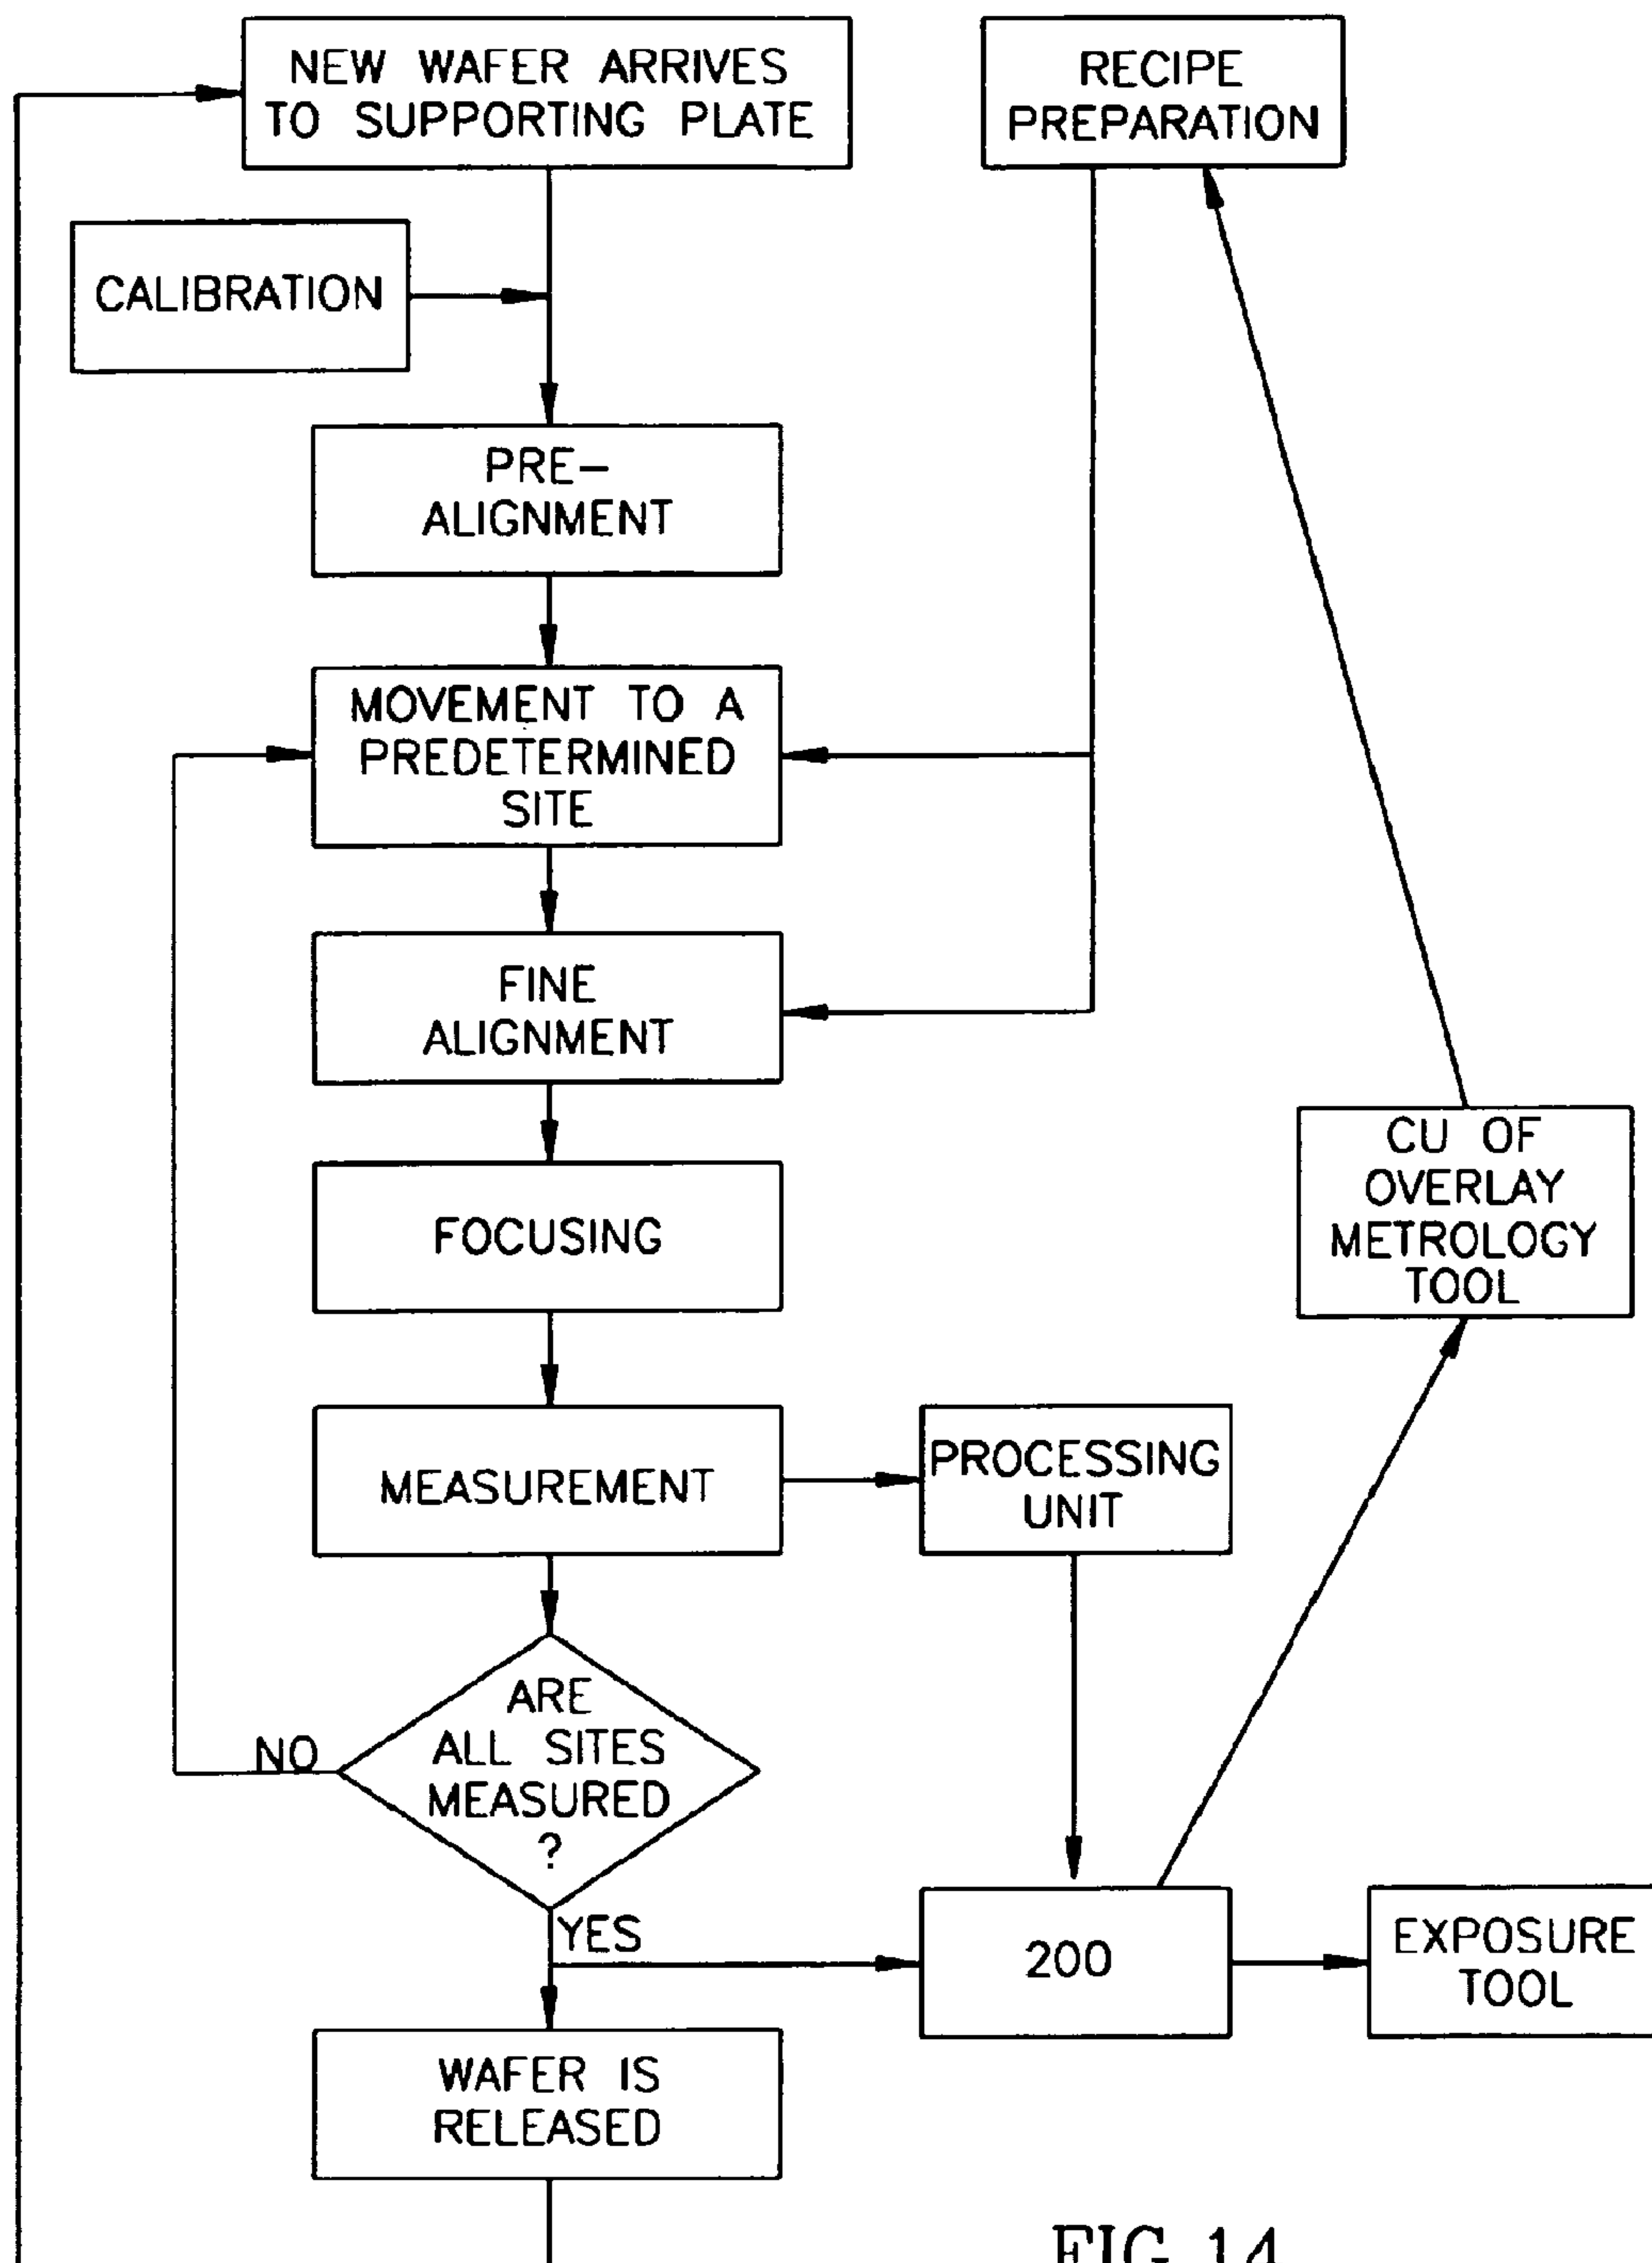 NEW WAFER ARRIVES
TO SUPPORTING PLATE
RECIPE
PREPARATION
CALIBRATION
PRE-
ALIGNMENT
MOVEMENT TO A
PREDETERMINED
SITE
FINE
ALIGNMENT
CU OF
OVERLAY
METROLOGY
TOOL
FOCUSING
MEASUREMENT
PROCESSING
UNIT
ARE
ALL SITES
MEASURED
?
NO
YES
200
EXPOSURE
TOOL
WAFER IS
RELEASED
FIG. 14